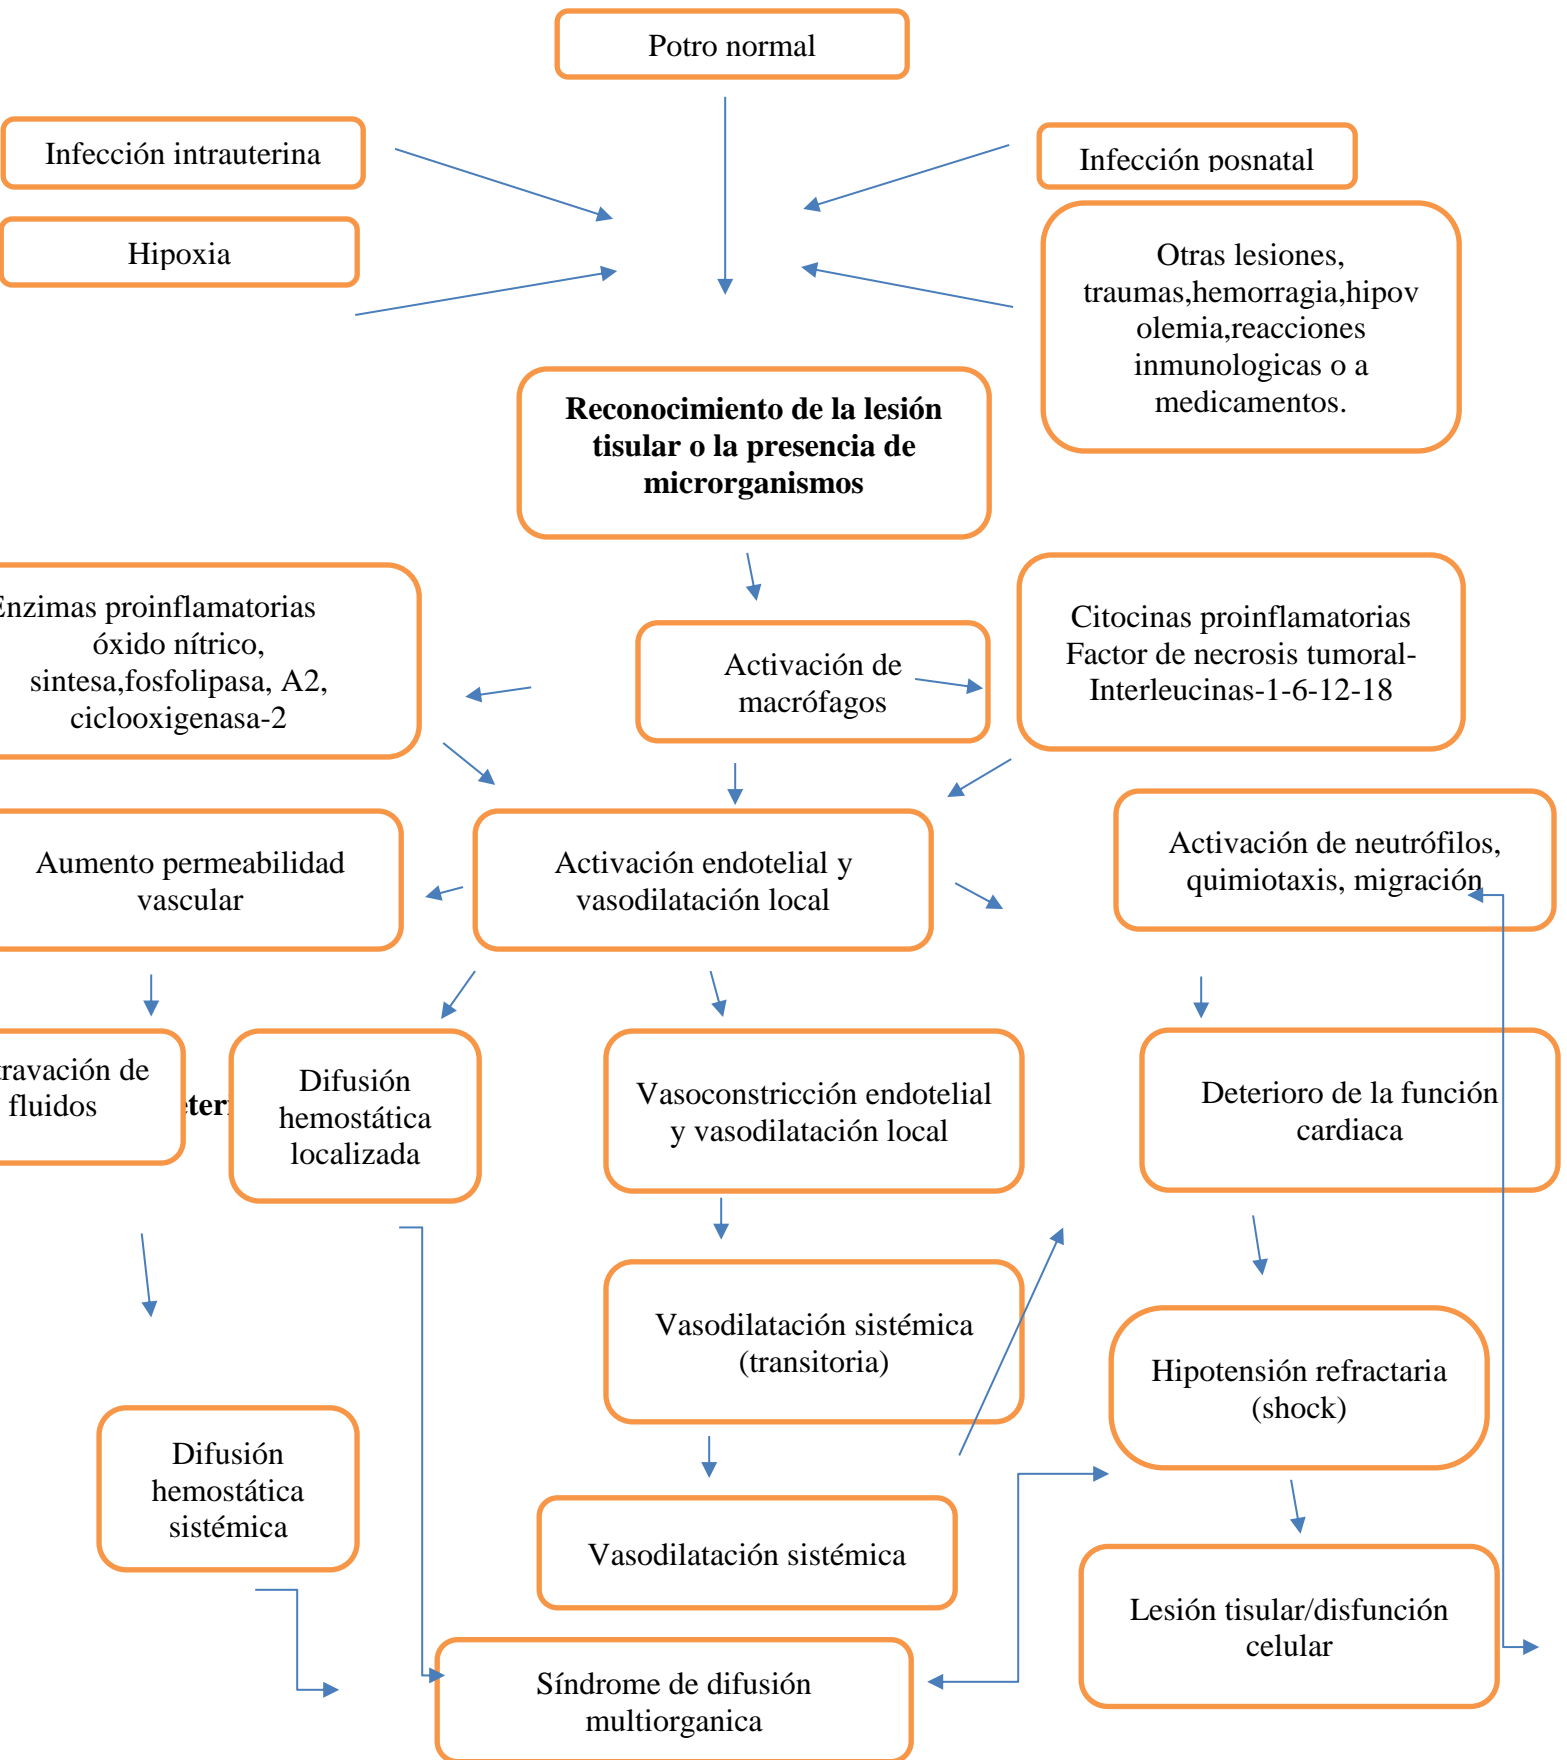 Potro normal
Infección intrauterina
Infección posnatal
Hipoxia
Otras lesiones,
traumas,hemorragia,hipov
olemia,reacciones
inmunologicas o a
medicamentos.
Reconocimiento de la lesión
tisular o la presencia de
microrganismos
Enzimas proinflamatorias
óxido nítrico,
sintesa,fosfolipasa, A2,
ciclooxigenasa-2
Activación de
macrófagos
Citocinas proinflamatorias
Factor de necrosis tumoral-
Interleucinas-1-6-12-18
Aumento permeabilidad
vascular
Activación endotelial y
vasodilatación local
Activación de neutrófilos,
quimiotaxis, migración
travación de
fluidos
eter
Difusión
hemostática
localizada
Vasoconstricción endotelial
y vasodilatación local
Deterioro de la función
cardiaca
Vasodilatación sistémica
(transitoria)
Hipotensión refractaria
(shock)
Difusión
hemostática
sistémica
Vasodilatación sistémica
Lesión tisular/disfunción
celular
Síndrome de difusión
multiorganica